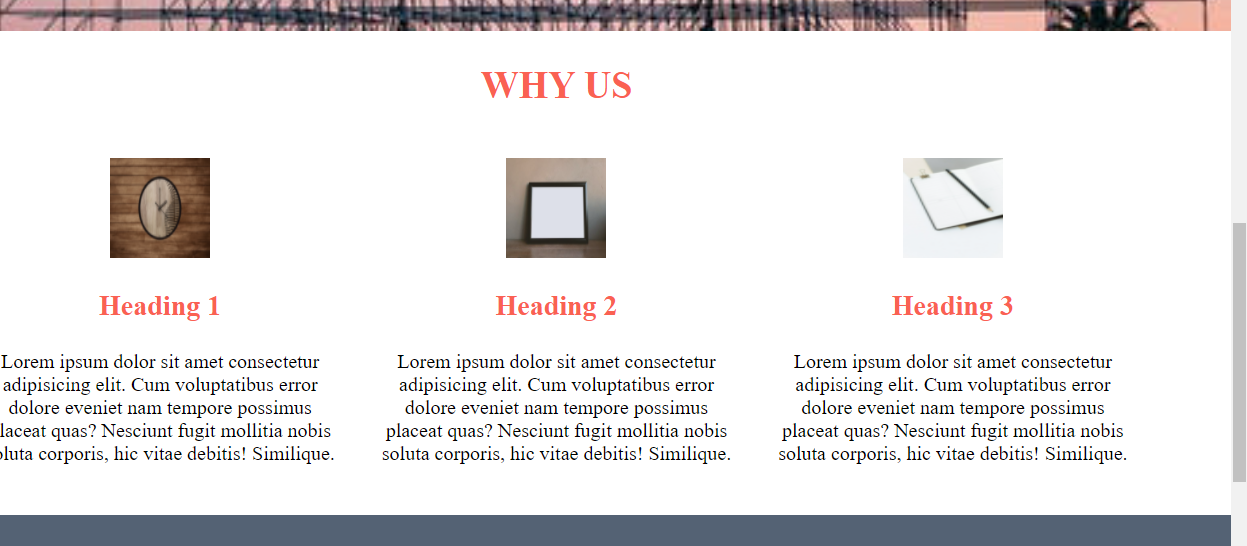 WHY US
Heading 1
Heading 2
Heading 3
Lorem ipsum dolor sit amet consectetur
adipisicing elit. Cum voluptatibus error
dolore eveniet nam tempore possimus
laceat quas? Nesciunt fugit mollitia nobis
oluta corporis, hic vitae debitis! Similique.
Lorem ipsum dolor sit amet consectetur
adipisicing elit. Cum voluptatibus error
dolore eveniet nam tempore possimus
placeat quas? Nesciunt fugit mollitia nobis
soluta corporis, hic vitae debitis! Similique.
Lorem ipsum dolor sit amet consectetur
adipisicing elit. Cum voluptatibus error
dolore eveniet nam tempore possimus
placeat quas? Nesciunt fugit mollitia nobis
soluta corporis, hic vitae debitis! Similique.